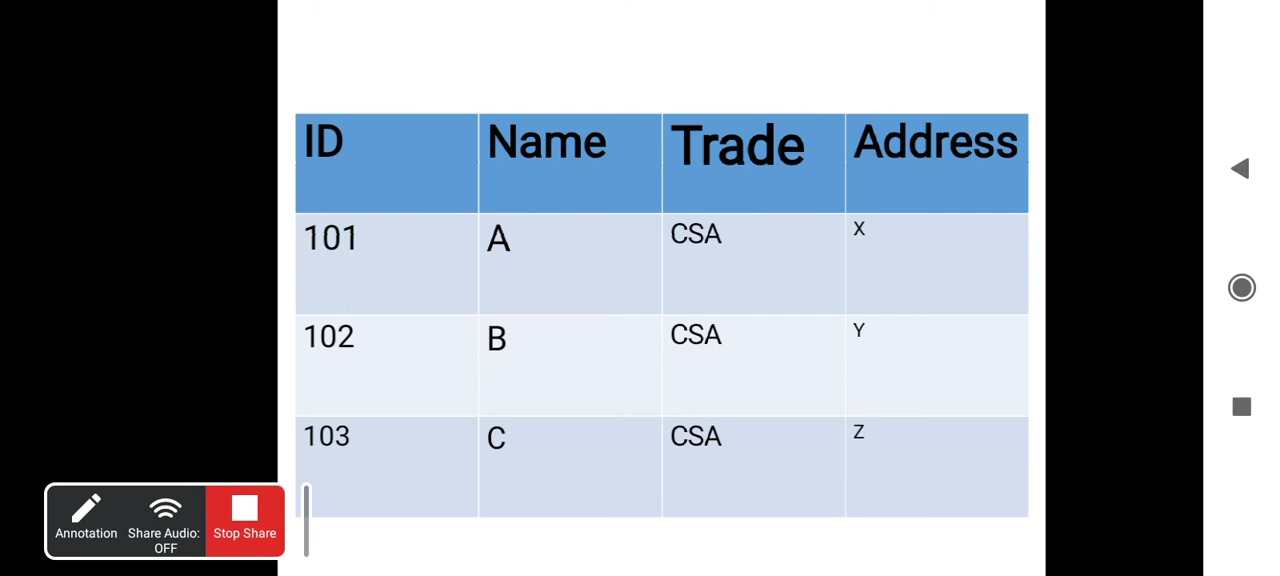 ID Name Trade Address
101 A CSA X
102 B CSA Y
103 C CSA Z
Annotation Share Audio: OFF Stop Share